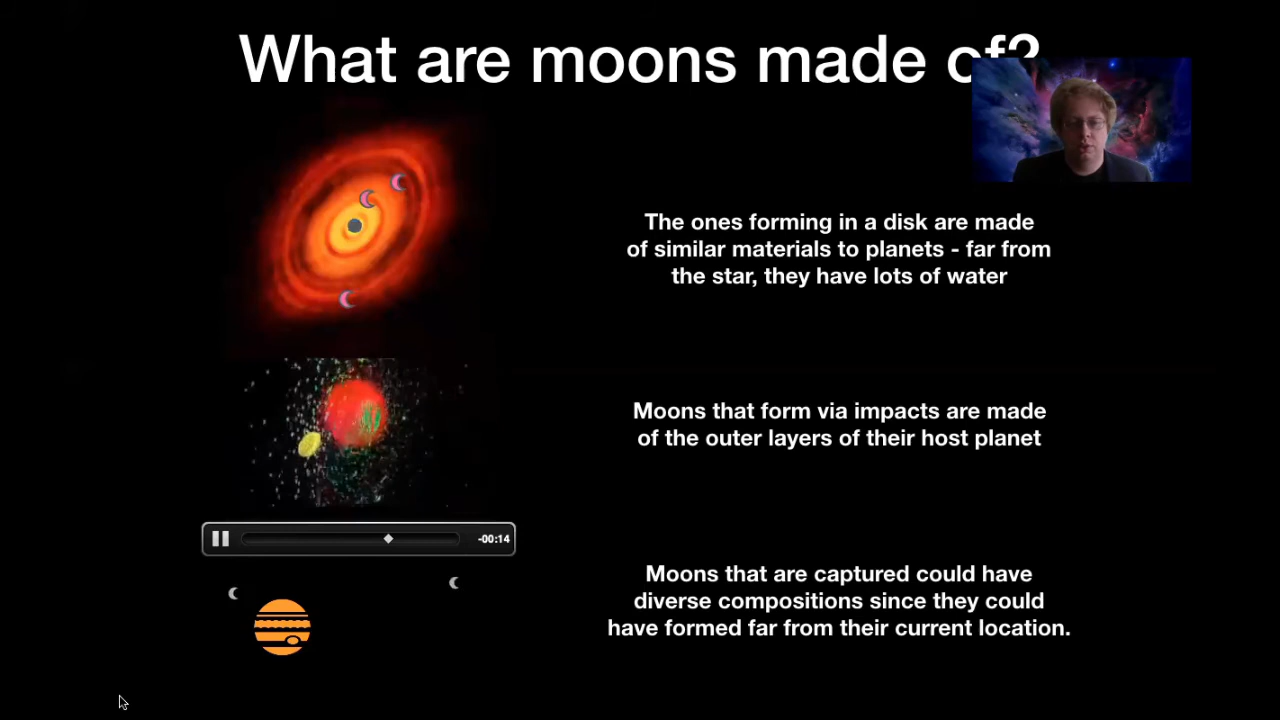 What are moons made of?
The ones forming in a disk are made
of similar materials to planets - far from
the star, they have lots of water
Moons that form via impacts are made
of the outer layers of their host planet
-00:14
Moons that are captured could have
diverse compositions since they could
have formed far from their current location.